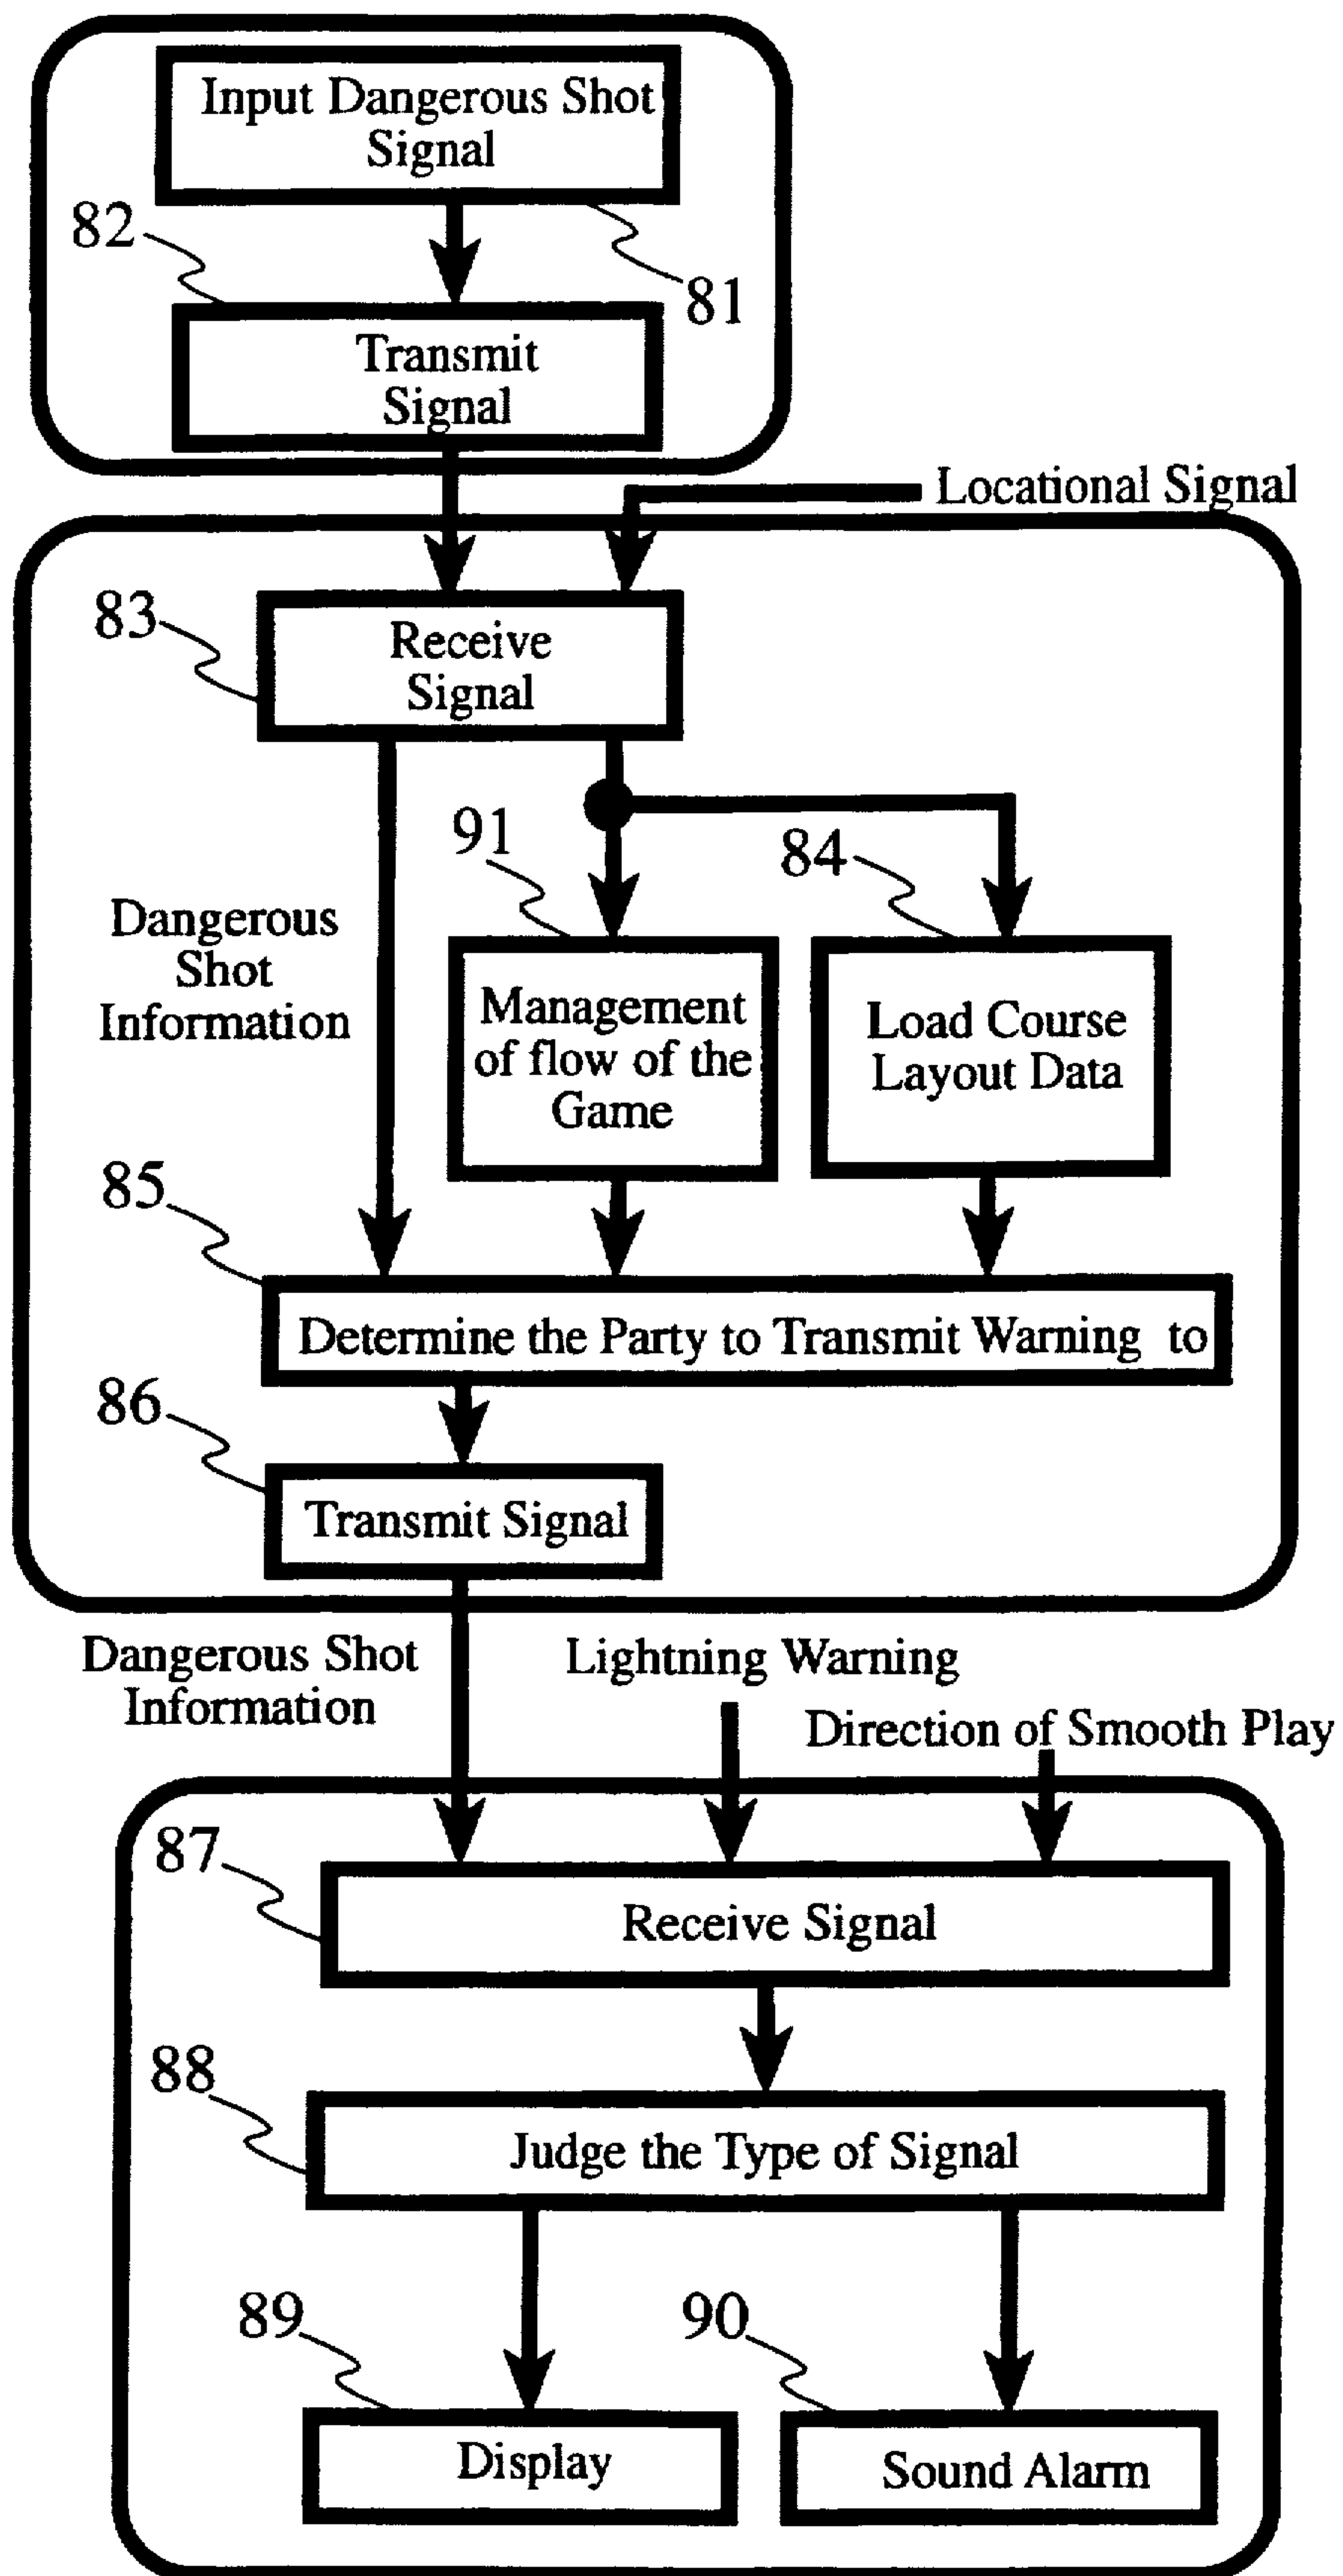 Input Dangerous Shot
Signal
82
81
Transmit
Signal
Locational Signal
83
Receive
Signal
91
84
Dangerous
Shot
Information
Management
of flow of the
Game
Load Course
Layout Data
85
Determine the Party to Transmit Warning to
86
Transmit Signal
Dangerous Shot
Information
Lightning Warning
Direction of Smooth Play
87
Receive Signal
88
Judge the Type of Signal
89
90
Display
Sound Alarm